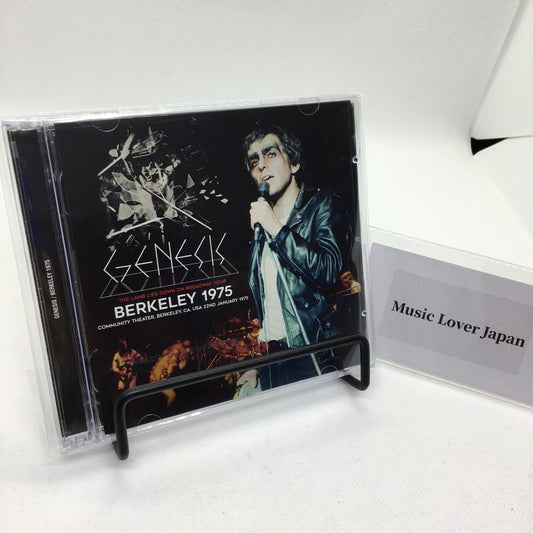 GENESIS
THE LAMB LIES DOWN ON BROADWAY TOUR
BERKELEY 1975
COMMUNITY THEATER, BERKELEY, CA, USA 22ND JANUARY 1975
GENESIS / BERKELEY 1975
Music Lover Japan